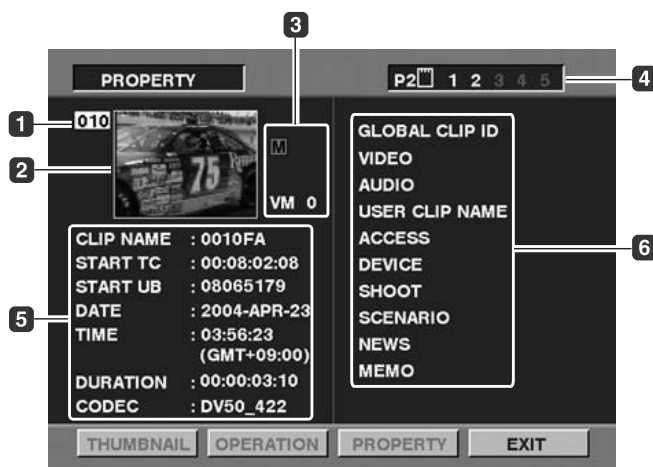 3
PROPERTY
P2 1 2 3 4 5
4
1
010
2
75
M
VM 0
GLOBAL CLIP ID
VIDEO
AUDIO
USER CLIP NAME
ACCESS
DEVICE
SHOOT
SCENARIO
NEWS
MEMO
6
5
CLIP NAME : 0010FA
START TC : 00:08:02:08
START UB : 08065179
DATE : 2004-APR-23
TIME : 03:56:23
(GMT+09:00)
DURATION : 00:00:03:10
CODEC : DV50_422
THUMBNAIL OPERATION PROPERTY EXIT